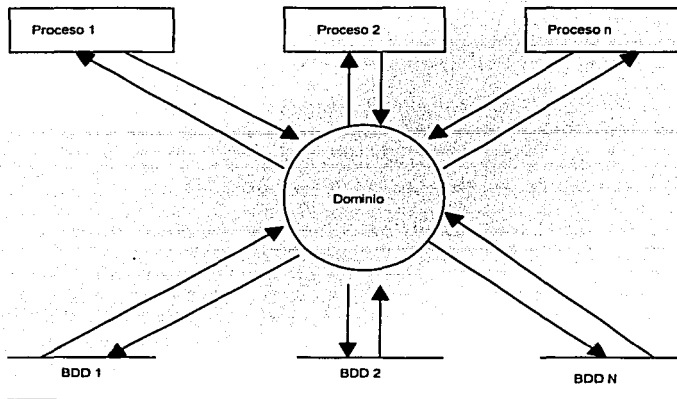 Proceso 1
Proceso 2
Proceso n
Dominio
BDD 1
BDD 2
BDD N